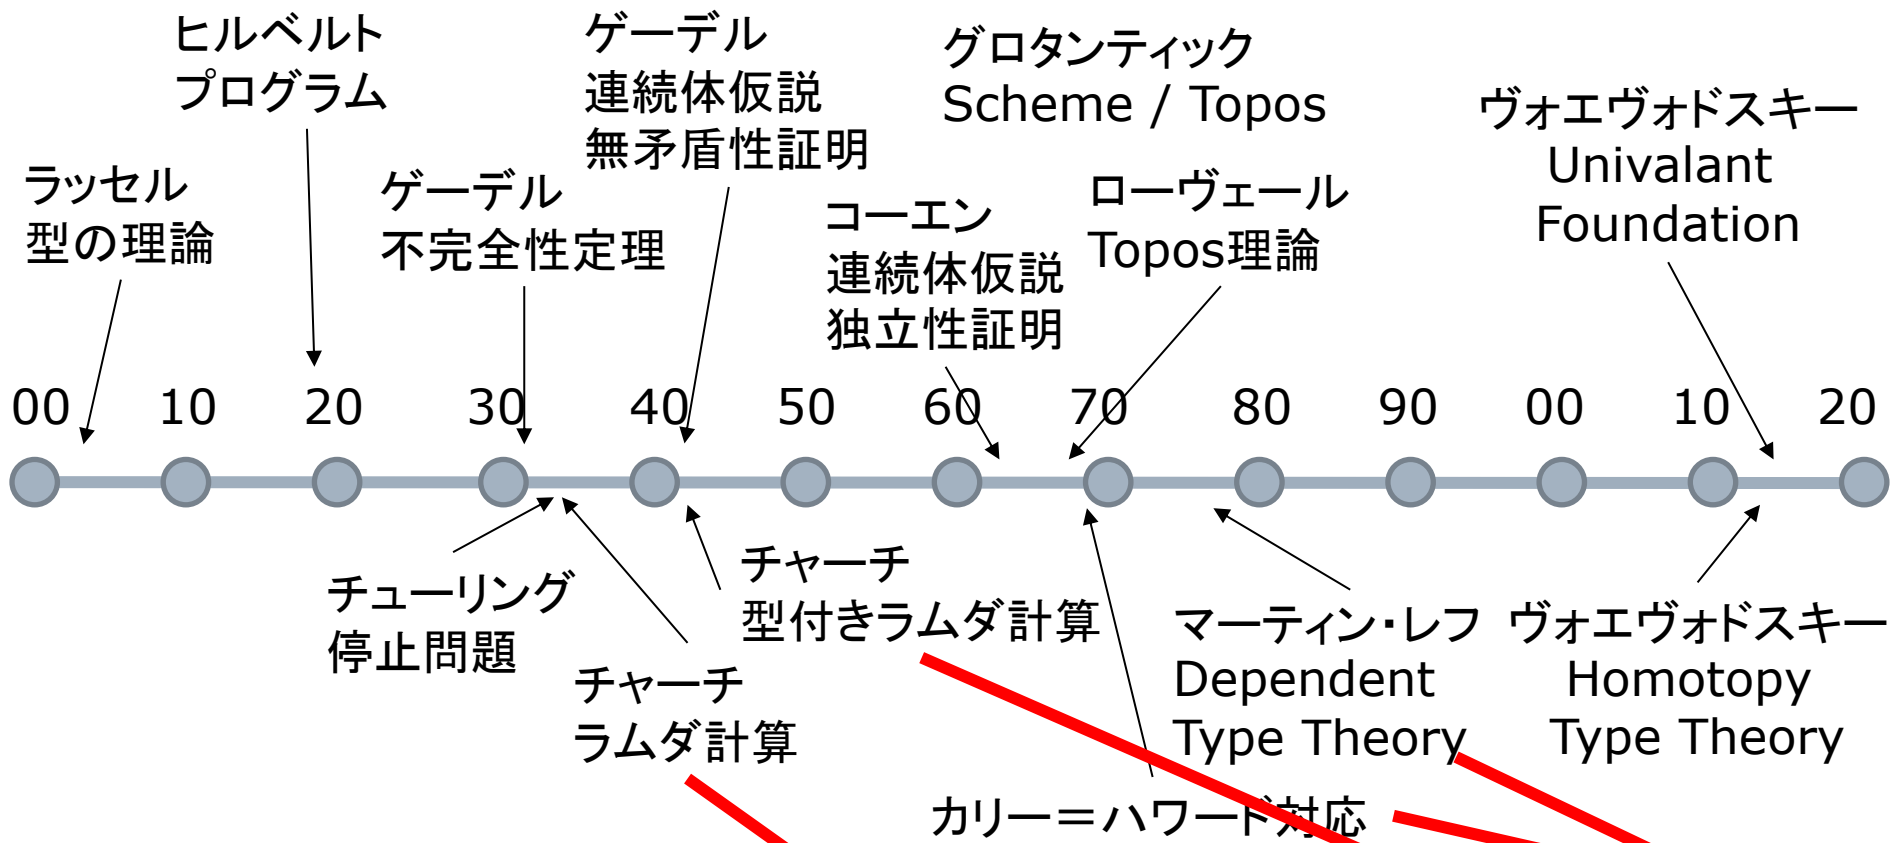 ヒルベルト
プログラム
ゲーデル
連続体仮説
無矛盾性証明
グロタンティック
Scheme / Topos
ヴォエヴォドスキー
Univalant
Foundation
ラッセル
型の理論
ゲーデル
不完全性定理
コーエン
連続体仮説
独立性証明
ローヴェール
Topos理論
00 10 20 30 40 50 60 70 80 90 00 10 20
チューリング
停止問題
チャーチ
ラムダ計算
チャーチ
型付きラムダ計算
マーティン・レフ
Dependent
Type Theory
ヴォエヴォドスキー
Homotopy
Type Theory
カリー＝ハワード対応